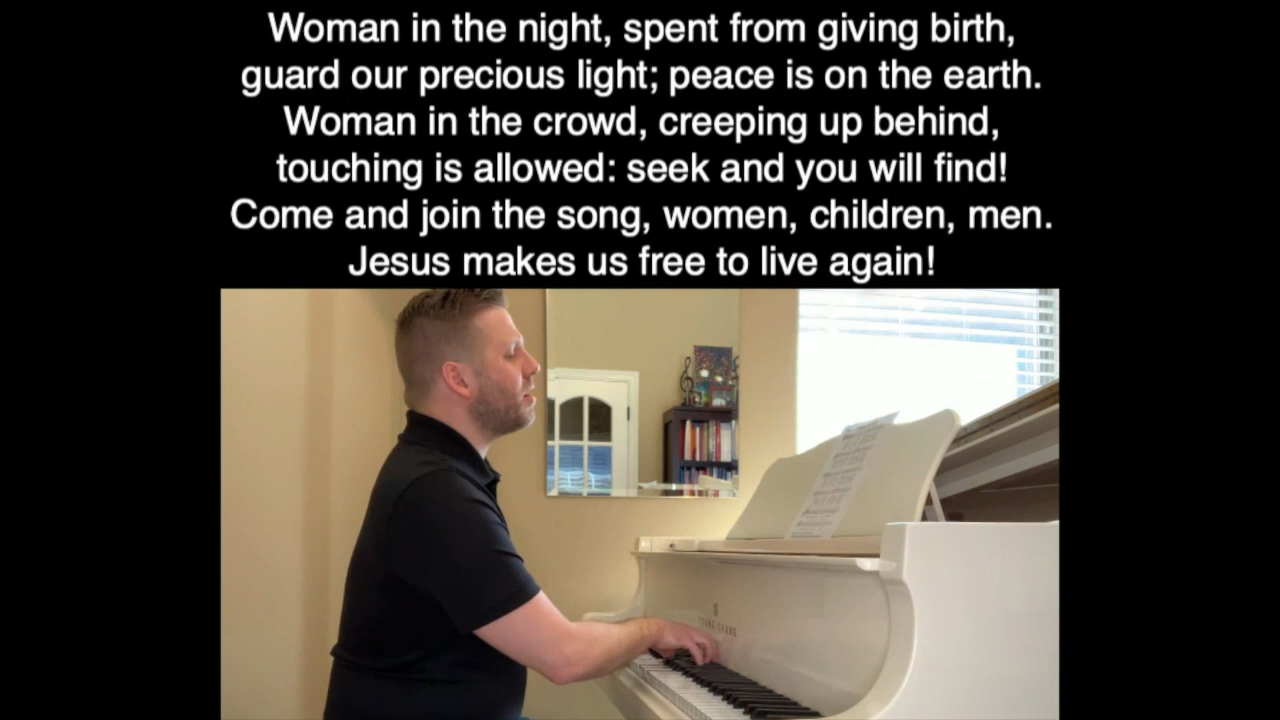 Woman in the night, spent from giving birth,
guard our precious light; peace is on the earth.
Woman in the crowd, creeping up behind,
touching is allowed: seek and you will find!
Come and join the song, women, children, men.
Jesus makes us free to live again!
YOUNG CHANG